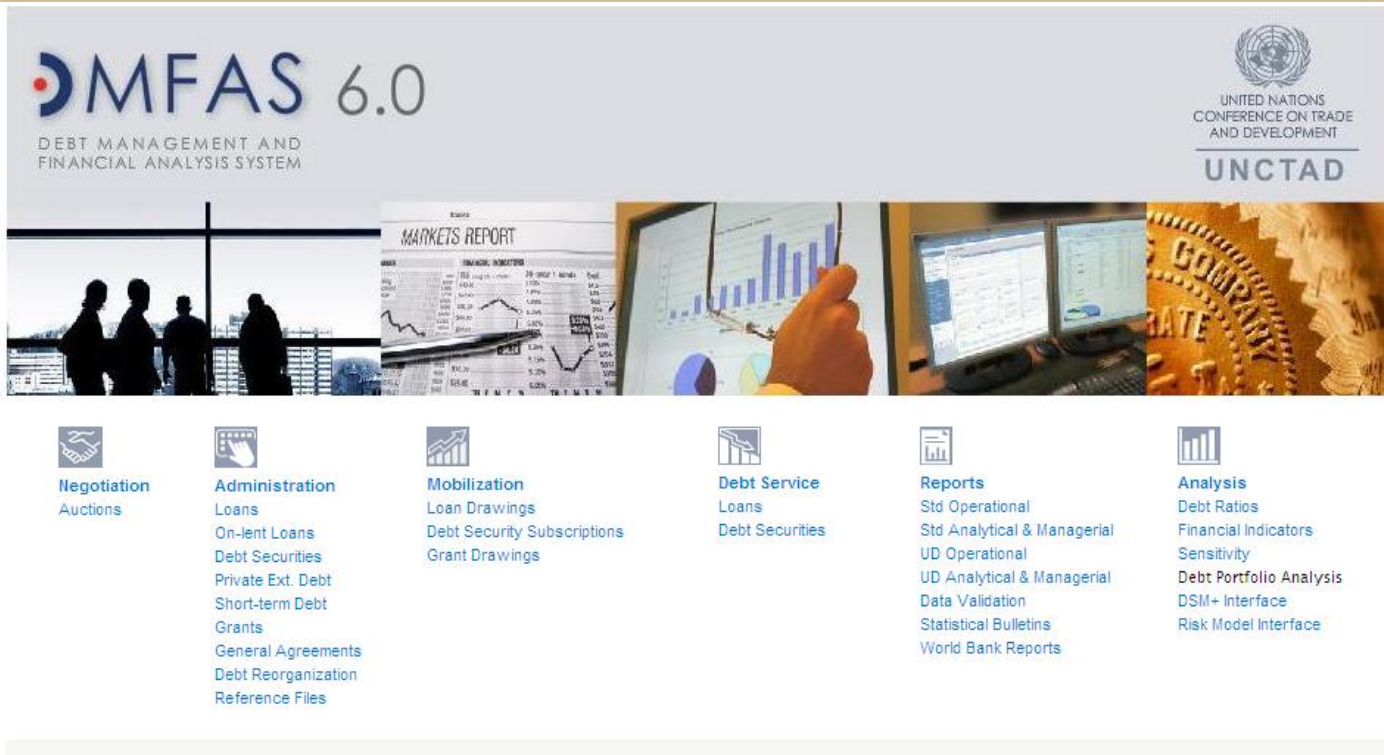 DMFAS 6.0
DEBT MANAGEMENT AND
FINANCIAL ANALYSIS SYSTEM
UNITED NATIONS
CONFERENCE ON TRADE
AND DEVELOPMENT
UNCTAD
MARKETS REPORT
FINANCIAL INDICATORS
COMPANY
RATE
Negotiation
Auctions
Administration
Loans
On-lent Loans
Debt Securities
Private Ext. Debt
Short-term Debt
Grants
General Agreements
Debt Reorganization
Reference Files
Mobilization
Loan Drawings
Debt Security Subscriptions
Grant Drawings
Debt Service
Loans
Debt Securities
Reports
Std Operational
Std Analytical & Managerial
UD Operational
UD Analytical & Managerial
Data Validation
Statistical Bulletins
World Bank Reports
Analysis
Debt Ratios
Financial Indicators
Sensitivity
Debt Portfolio Analysis
DSM+ Interface
Risk Model Interface